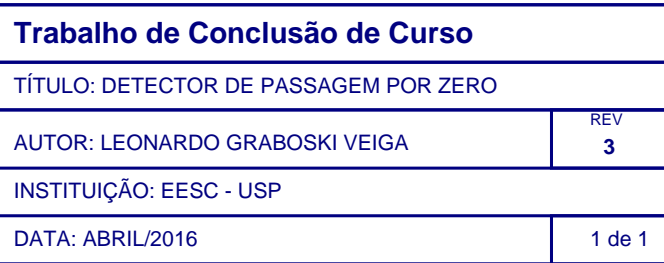 Trabalho de Conclusão de Curso
TÍTULO: DETECTOR DE PASSAGEM POR ZERO
AUTOR: LEONARDO GRABOSKI VEIGA
REV
3
INSTITUIÇÃO: EESC - USP
DATA: ABRIL/2016
1 de 1